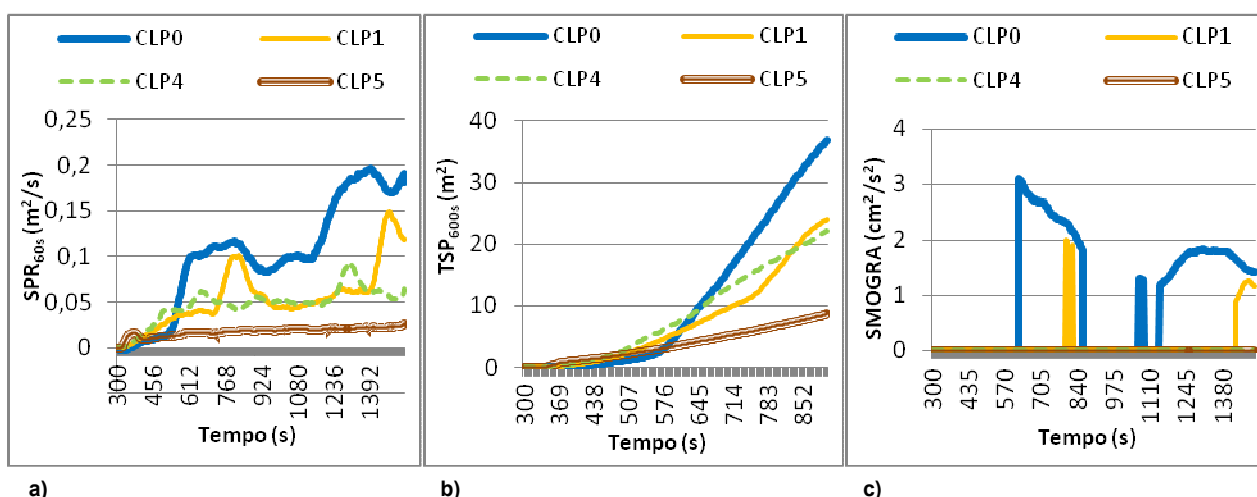 CLP0 CLP1
CLP4 CLP5
SPR60s (m²/s)
0,25
0,2
0,15
0,1
0,05
0
300 456 612 768 924 1080 1236 1392
Tempo (s)
a)
CLP0 CLP1
CLP4 CLP5
TSP600s (m²)
40
30
20
10
0
300 369 438 507 576 645 714 783 852
Tempo (s)
b)
CLP0 CLP1
CLP4 CLP5
SMOGRA (cm²/s²)
4
3
2
1
0
300 435 570 705 840 975 1110 1245 1380
Tempo (s)
c)